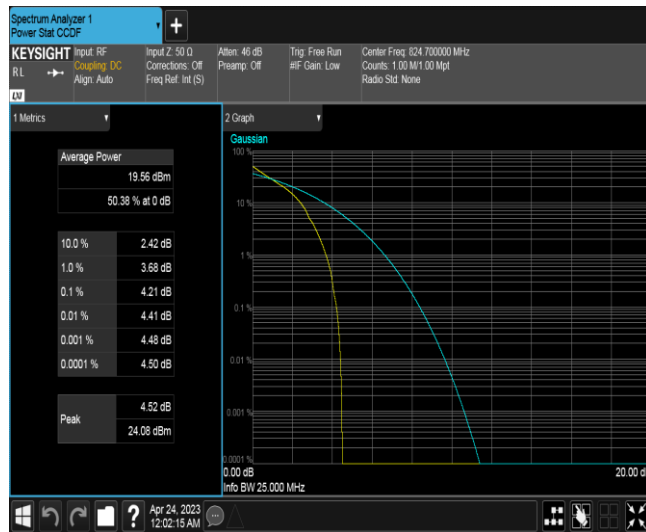 Spectrum Analyzer 1
Power Stat CCDF
+
KEYSIGHT
RL
LXI
Input: RF
Coupling: DC
Align: Auto
Input Z: 50 Ω
Corrections: Off
Freq Ref: Int (S)
Atten: 46 dB
Preamp: Off
Trig: Free Run
#IF Gain: Low
Center Freq: 824.700000 MHz
Counts: 1.00 M/1.00 Mpt
Radio Std: None
1 Metrics
Average Power
19.56 dBm
50.38 % at 0 dB
10.0 % 2.42 dB
1.0 % 3.68 dB
0.1 % 4.21 dB
0.01 % 4.41 dB
0.001 % 4.48 dB
0.0001 % 4.50 dB
Peak
4.52 dB
24.08 dBm
2 Graph
Gaussian
100 %
10 %
1 %
0.1 %
0.01 %
0.001 %
0.0001 %
0.00 dB
20.00 d
Info BW 25.000 MHz
?
Apr 24, 2023
12:02:15 AM